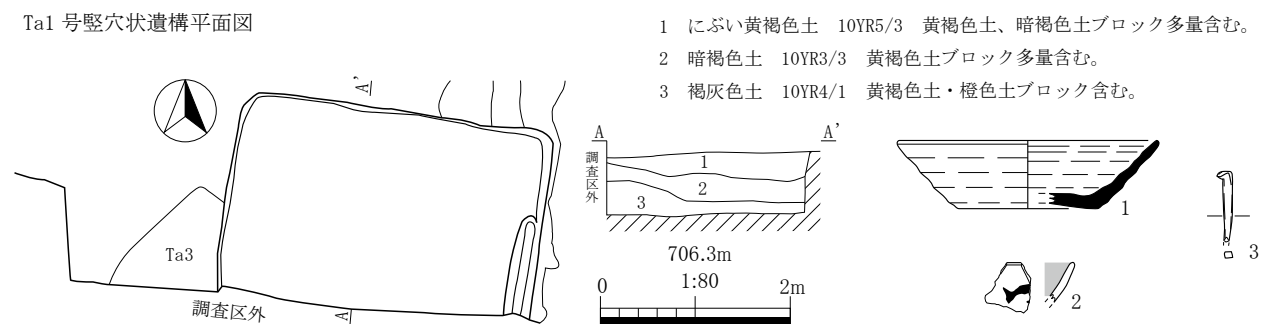 Ta1 号竪穴状遺構平面図
1 にぶい黄褐色土 10YR5/3 黄褐色土、暗褐色土ブロック多量含む。
2 暗褐色土 10YR3/3 黄褐色土ブロック多量含む。
3 褐灰色土 10YR4/1 黄褐色土・橙色土ブロック含む。
A'
Ta3
調査区外
A
A
A'
調査区外
1
2
3
706.3m
1:80
0
2m
1
2
3